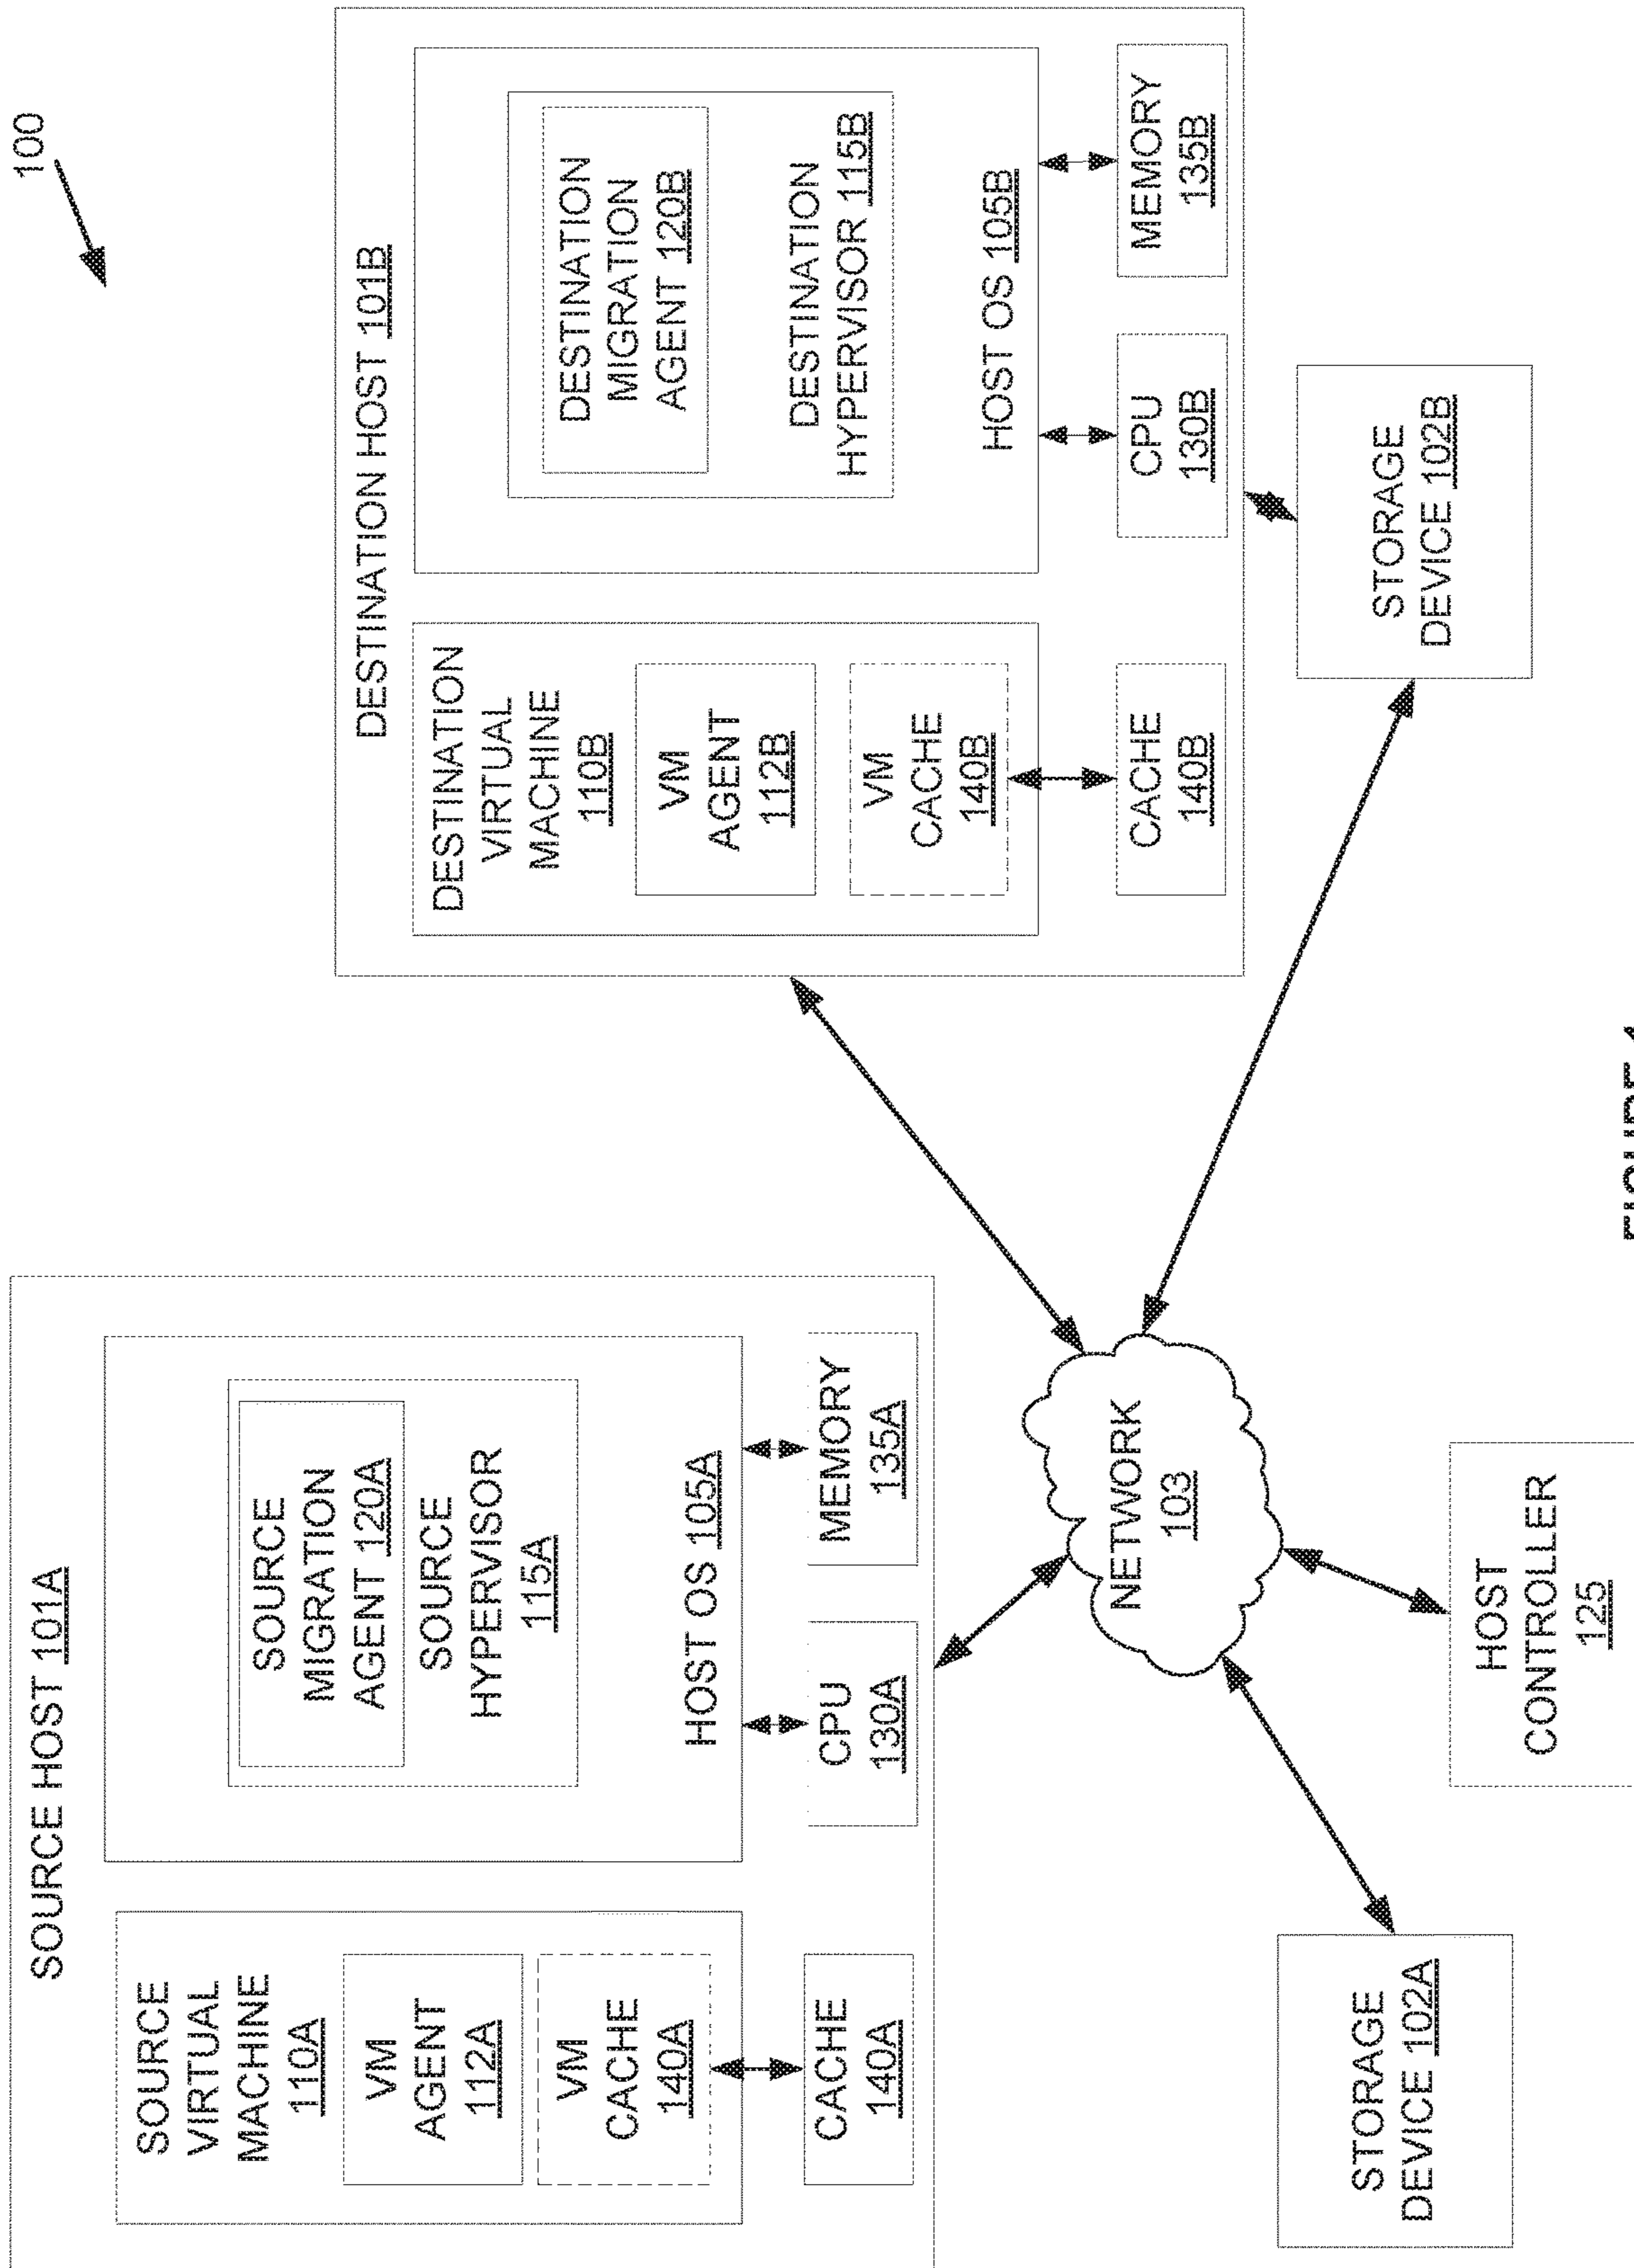 100
SOURCE HOST 101A
SOURCE
VIRTUAL
MACHINE
110A
VM
AGENT
112A
VM
CACHE
140A
CACHE
140A
SOURCE
MIGRATION
AGENT 120A
SOURCE
HYPERVISOR
115A
HOST OS 105A
CPU
130A
MEMORY
135A
DESTINATION HOST 101B
DESTINATION
VIRTUAL
MACHINE
110B
VM
AGENT
112B
VM
CACHE
140B
CACHE
140B
DESTINATION
MIGRATION
AGENT 120B
DESTINATION
HYPERVISOR 115B
HOST OS 105B
CPU
130B
MEMORY
135B
NETWORK
103
STORAGE
DEVICE 102A
HOST
CONTROLLER
125
STORAGE
DEVICE 102B
FIGURE